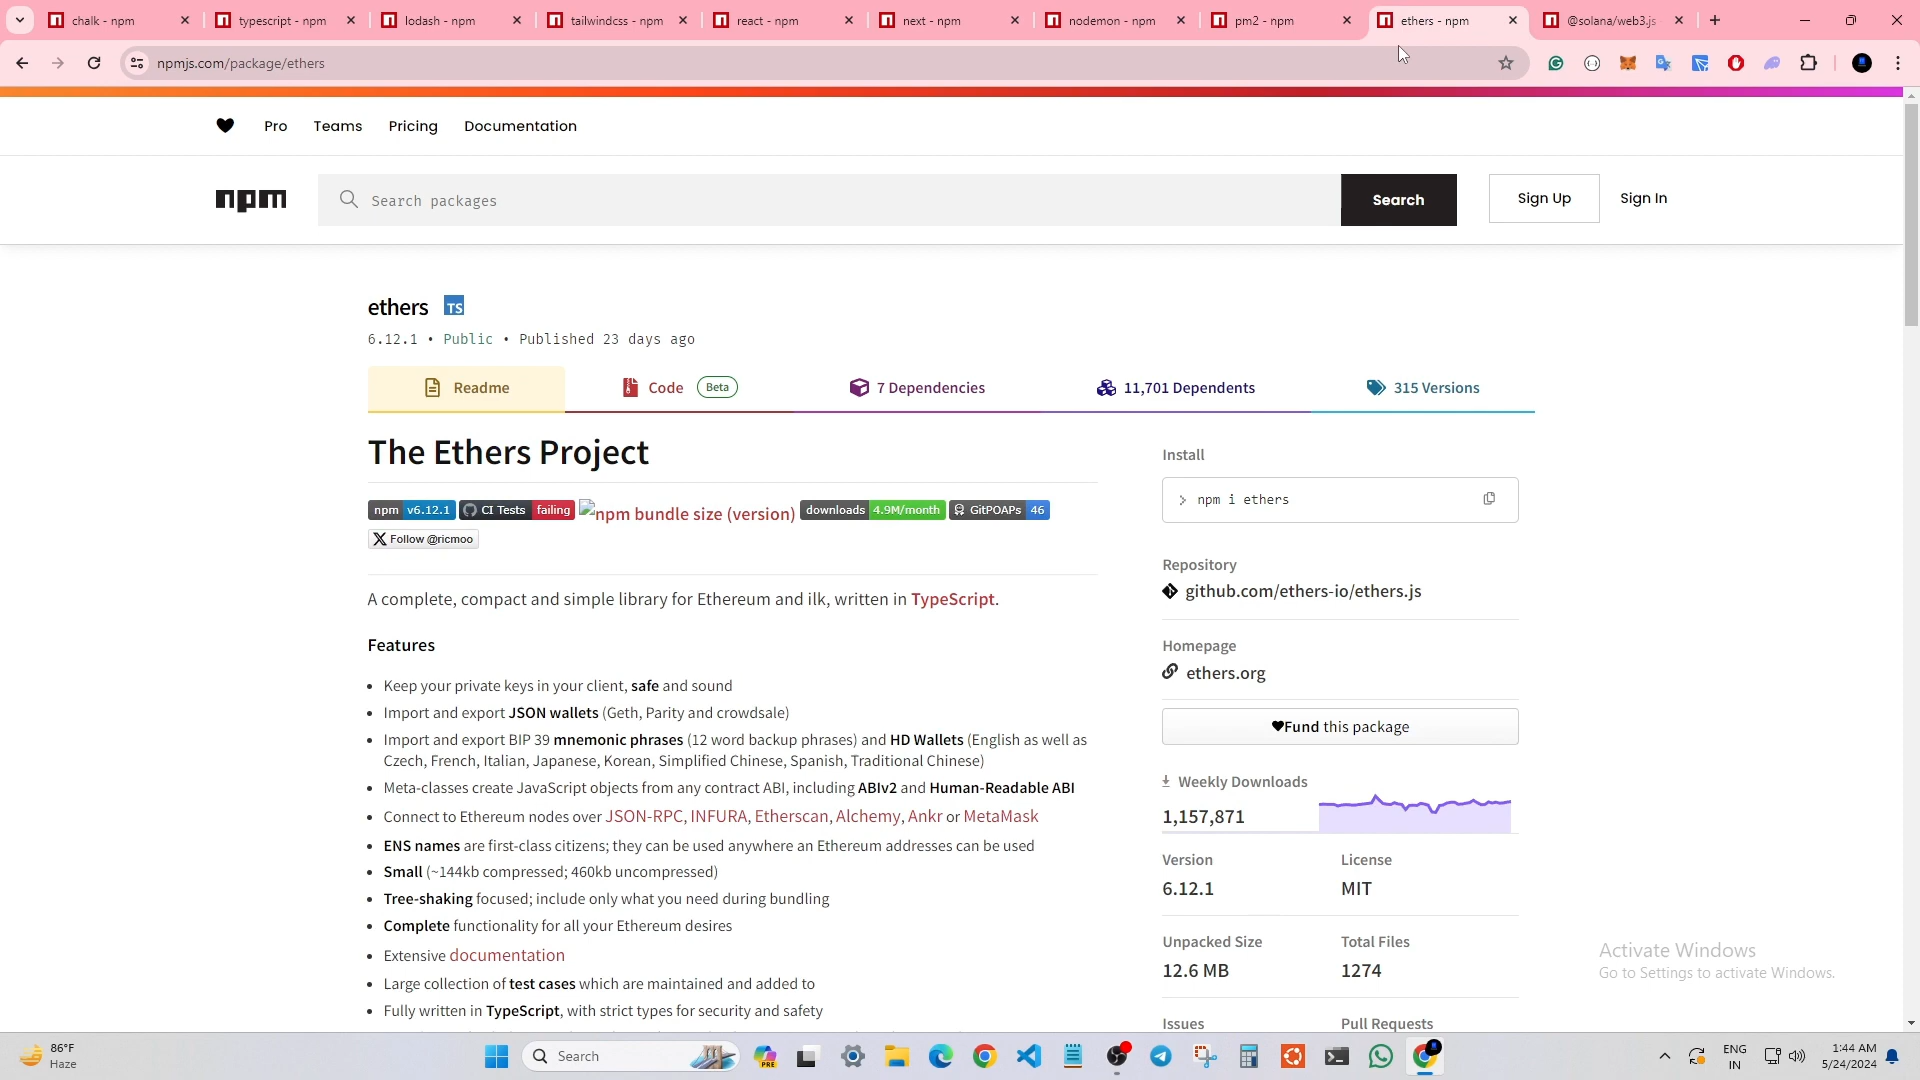 chalk - npm
typescript - npm
lodash - npm
tailwindcss - npm
react - npm
next - npm
nodemon - npm
pm2 - npm
ethers - npm
@solana/web3.js
npmjs.com/package/ethers
Pro
Teams
Pricing
Documentation
npm
Search packages
Search
Sign Up
Sign In
ethers TS
6.12.1 • Public • Published 23 days ago
Readme
Code Beta
7 Dependencies
11,701 Dependents
315 Versions
The Ethers Project
npm v6.12.1 CI Tests failing npm bundle size (version) downloads 4.9M/month GitPOAPs 46
X Follow @ricmoo
A complete, compact and simple library for Ethereum and ilk, written in TypeScript.
Features
• Keep your private keys in your client, safe and sound
• Import and export JSON wallets (Geth, Parity and crowdsale)
• Import and export BIP 39 mnemonic phrases (12 word backup phrases) and HD Wallets (English as well as
Czech, French, Italian, Japanese, Korean, Simplified Chinese, Spanish, Traditional Chinese)
• Meta-classes create JavaScript objects from any contract ABI, including ABIv2 and Human-Readable ABI
• Connect to Ethereum nodes over JSON-RPC, INFURA, Etherscan, Alchemy, Ankr or MetaMask
• ENS names are first-class citizens; they can be used anywhere an Ethereum addresses can be used
• Small (~144kb compressed; 460kb uncompressed)
• Tree-shaking focused; include only what you need during bundling
• Complete functionality for all your Ethereum desires
• Extensive documentation
• Large collection of test cases which are maintained and added to
• Fully written in TypeScript, with strict types for security and safety
Install
> npm i ethers
Repository
github.com/ethers-io/ethers.js
Homepage
ethers.org
Fund this package
Weekly Downloads
1,157,871
Version
License
6.12.1
MIT
Unpacked Size
Total Files
12.6 MB
1274
Issues
Pull Requests
Activate Windows
Go to Settings to activate Windows.
86°F
Haze
Search
PRE
ENG
IN
1:44 AM
5/24/2024